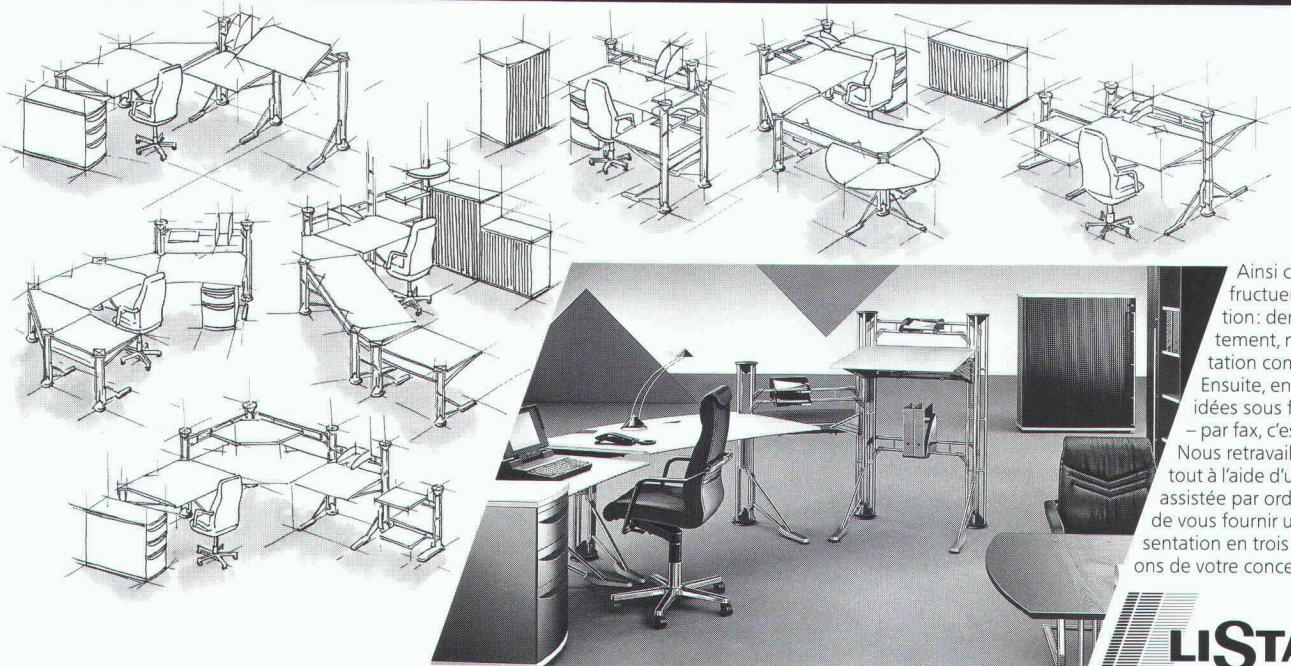 Ainsi c
fructue
tion: der
tement, r
tation con
Ensuite, en
idées sous f
– par fax, c'es
Nous retravail
tout à l'aide d'u
assistée par ord
de vous fournir u
sentation en trois
ons de votre conce
LISTA